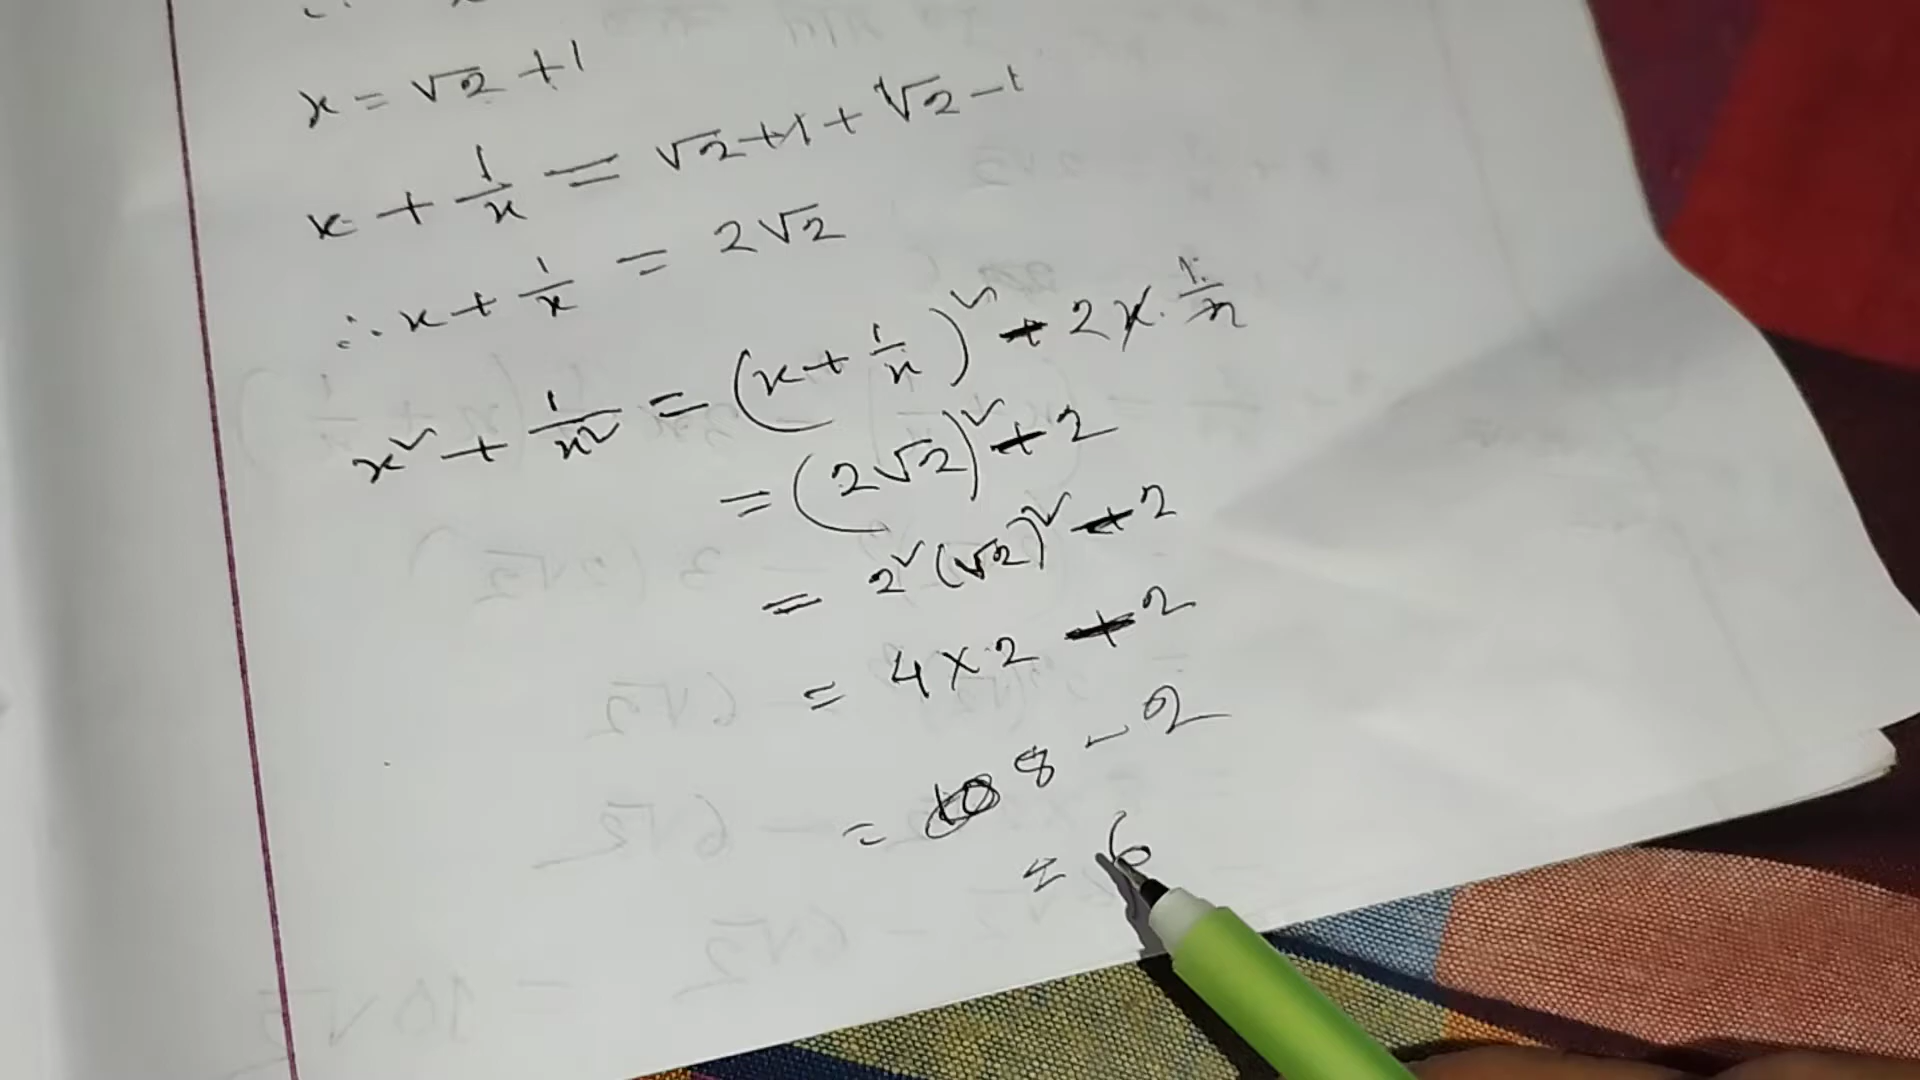 x = √2 + 1
x + 1/x = √2 + 1 + √2 - 1
∴ x + 1/x = 2√2
x² + 1/x² = (x + 1/x)² - 2x · 1/x
= (2√2)² - 2
= 2²(√2)² - 2
= 4 × 2 - 2
= 8 - 2
= 6